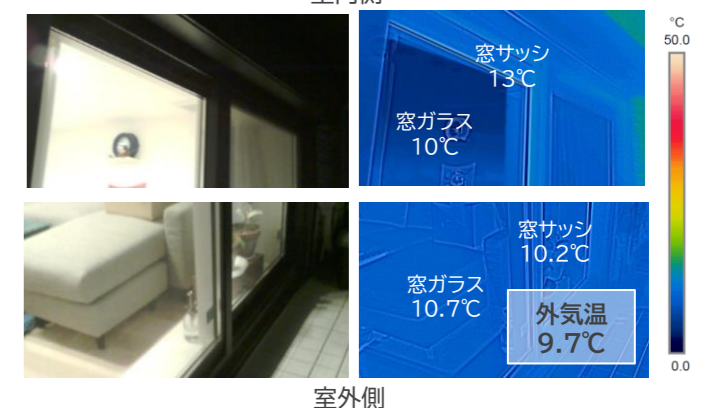 ℃
50.0
窓サッシ
13℃
窓ガラス
10℃
窓サッシ
10.2℃
窓ガラス
10.7℃
外気温
9.7℃
0.0
室外側